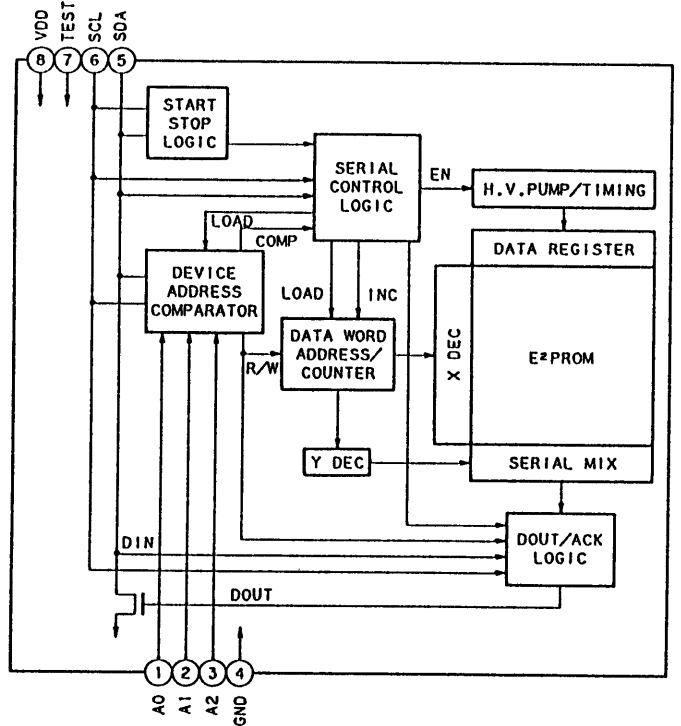 VDD
TEST
SCL
SDA
8
7
6
5
START
STOP
LOGIC
SERIAL
CONTROL
LOGIC
EN
H.V.PUMP/TIMING
LOAD
COMP
DATA REGISTER
DEVICE
ADDRESS
COMPARATOR
LOAD
INC
DATA WORD
ADDRESS/
COUNTER
R/W
X DEC
E²PROM
Y DEC
SERIAL MIX
DIN
DOUT/ACK
LOGIC
DOUT
1
2
3
4
A0
A1
A2
GND